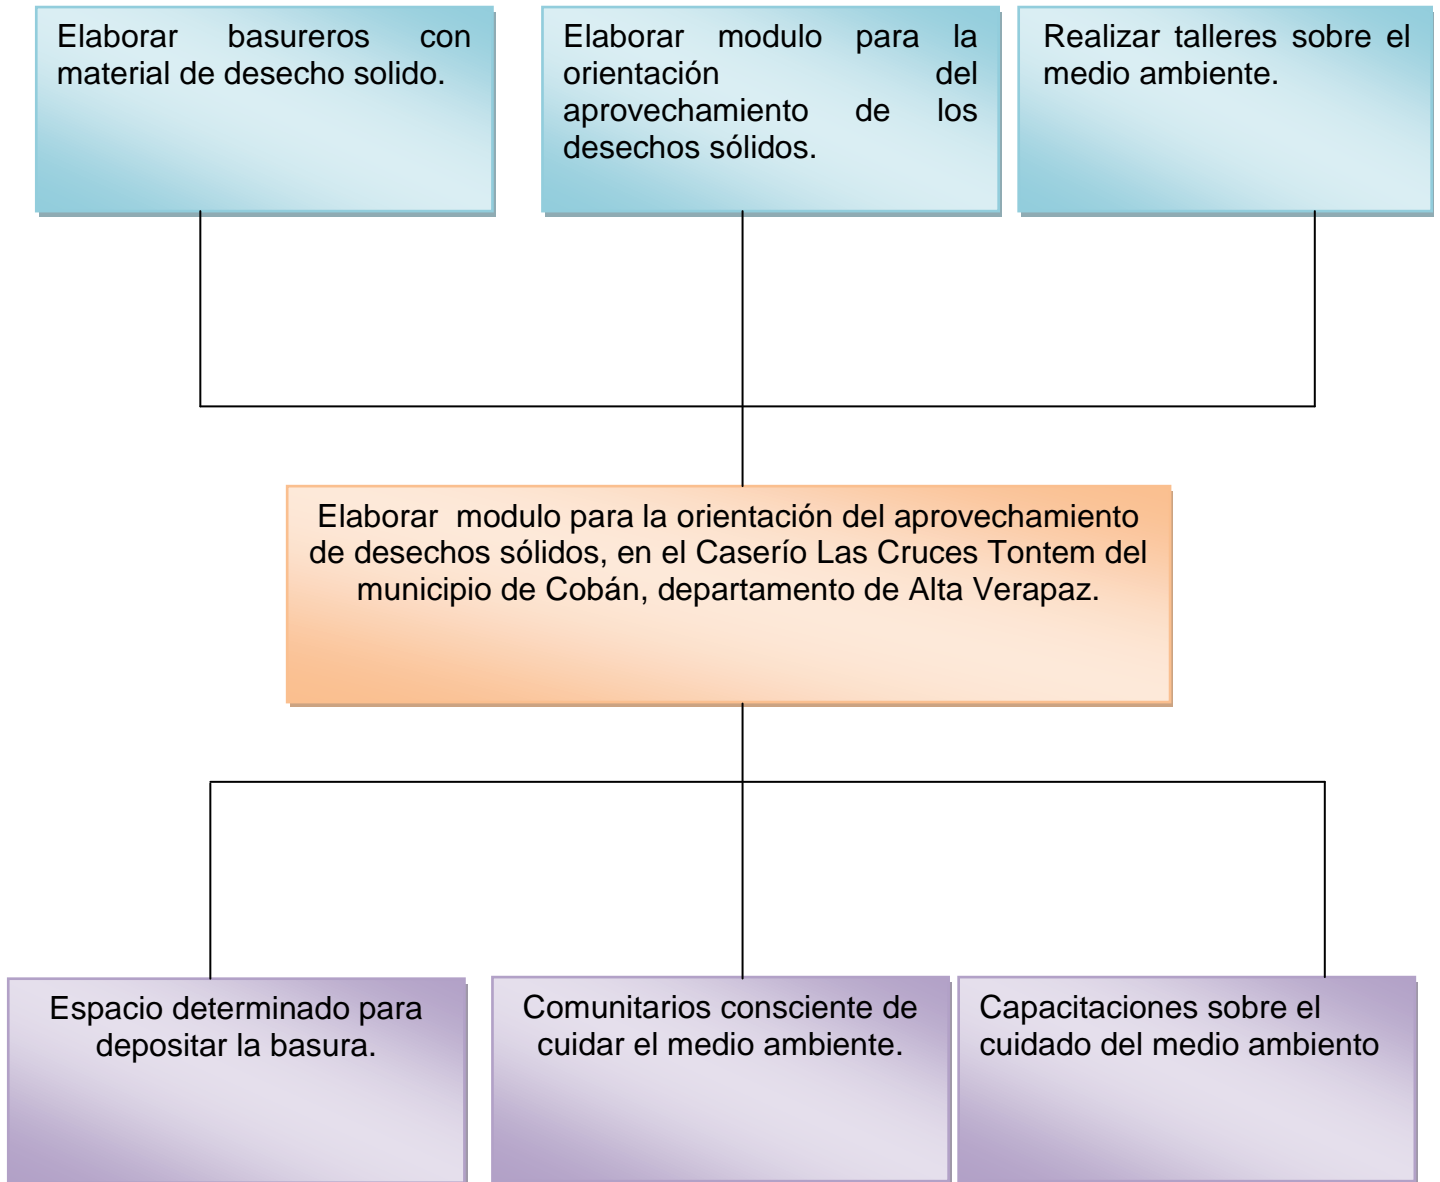 Elaborar basureros con
material de desecho solido.
Elaborar modulo para la
orientación del
aprovechamiento de los
desechos sólidos.
Realizar talleres sobre el
medio ambiente.
Elaborar modulo para la orientación del aprovechamiento
de desechos sólidos, en el Caserío Las Cruces Tontem del
municipio de Cobán, departamento de Alta Verapaz.
Espacio determinado para
depositar la basura.
Comunitarios consciente de
cuidar el medio ambiente.
Capacitaciones sobre el
cuidado del medio ambiento